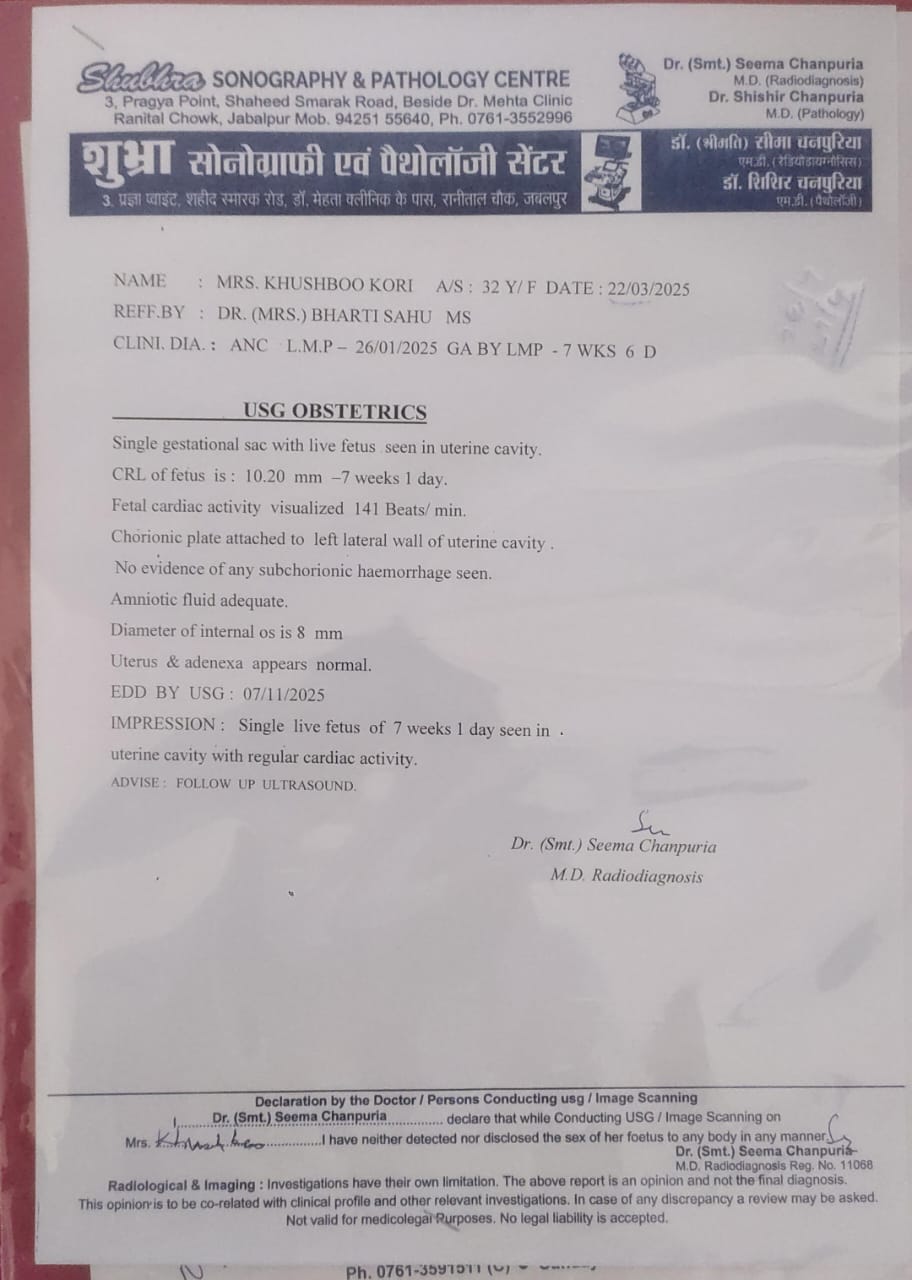 Shubhra SONOGRAPHY & PATHOLOGY CENTRE
3, Pragya Point, Shaheed Smarak Road, Beside Dr. Mehta Clinic
Ranital Chowk, Jabalpur Mob. 94251 55640, Ph. 0761-3552996
Dr. (Smt.) Seema Chanpuria
M.D. (Radiodiagnosis)
Dr. Shishir Chanpuria
M.D. (Pathology)
शुभ्रा सोनोग्राफी एवं पैथोलॉजी सेंटर
3, प्रज्ञा प्वाइंट, शहीद स्मारक रोड, डॉ. मेहता क्लीनिक के पास, रानीताल चौक, जबलपुर
डॉ. (श्रीमति) सीमा चनपुरिया
एम.डी. (रेडियोडायग्नोसिस)
डॉ. शिशिर चनपुरिया
एम.डी. (पैथोलॉजी)
NAME : MRS. KHUSHBOO KORI A/S : 32 Y/ F DATE : 22/03/2025
REFF.BY : DR. (MRS.) BHARTI SAHU MS
CLINI. DIA. : ANC L.M.P – 26/01/2025 GA BY LMP - 7 WKS 6 D
USG OBSTETRICS
Single gestational sac with live fetus seen in uterine cavity.
CRL of fetus is : 10.20 mm –7 weeks 1 day.
Fetal cardiac activity visualized 141 Beats/ min.
Chorionic plate attached to left lateral wall of uterine cavity .
No evidence of any subchorionic haemorrhage seen.
Amniotic fluid adequate.
Diameter of internal os is 8 mm
Uterus & adenexa appears normal.
EDD BY USG : 07/11/2025
IMPRESSION : Single live fetus of 7 weeks 1 day seen in .
uterine cavity with regular cardiac activity.
ADVISE : FOLLOW UP ULTRASOUND.
Dr. (Smt.) Seema Chanpuria
M.D. Radiodiagnosis
Declaration by the Doctor / Persons Conducting usg / Image Scanning
I, Dr. (Smt.) Seema Chanpuria declare that while Conducting USG / Image Scanning on
Mrs. I have neither detected nor disclosed the sex of her foetus to any body in any manner
Dr. (Smt.) Seema Chanpuria
M.D. Radiodiagnosis Reg. No. 11068
Radiological & Imaging : Investigations have their own limitation. The above report is an opinion and not the final diagnosis.
This opinion is to be co-related with clinical profile and other relevant investigations. In case of any discrepancy a review may be asked.
Not valid for medicolegal Purposes. No legal liability is accepted.
Ph. 0761-3591511